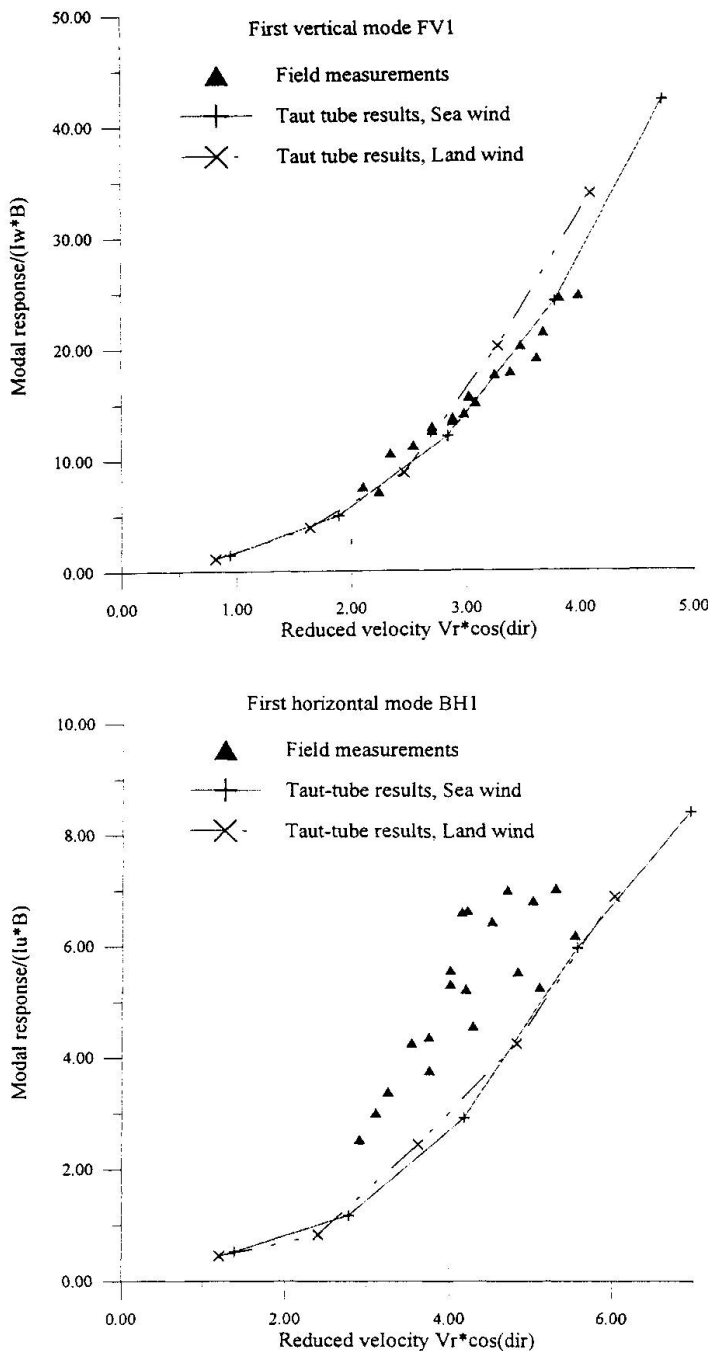 50.00
First vertical mode FV1
Field measurements
Taut tube results, Sea wind
Taut tube results, Land wind
40.00
30.00
20.00
10.00
0.00
Modal response/(Iw*B)
0.00 1.00 2.00 3.00 4.00 5.00
Reduced velocity Vr*cos(dir)
First horizontal mode BH1
10.00
Field measurements
Taut-tube results, Sea wind
Taut-tube results, Land wind
8.00
6.00
4.00
2.00
0.00
Modal response/(Iu*B)
0.00 2.00 4.00 6.00
Reduced velocity Vr*cos(dir)